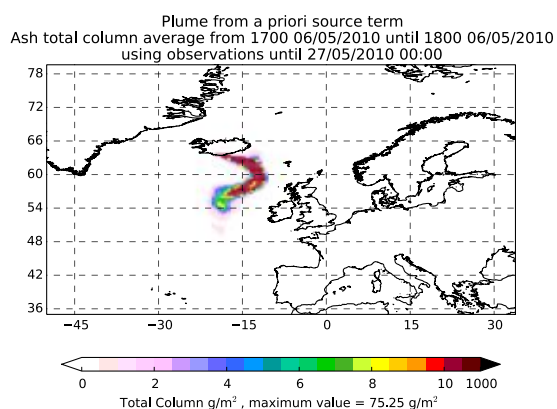 Plume from a priori source term
Ash total column average from 1700 06/05/2010 until 1800 06/05/2010
using observations until 27/05/2010 00:00
78
72
66
60
54
48
42
36
−45 −30 −15 0 15 30
0 2 4 6 8 10 1000
Total Column g/m² , maximum value = 75.25 g/m²